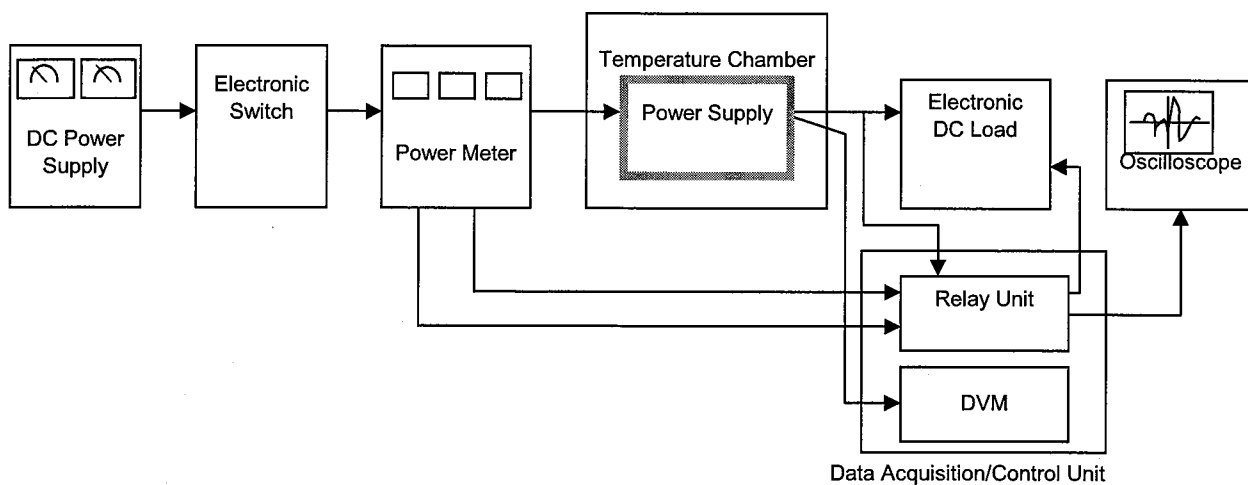 DC Power
Supply
Electronic
Switch
Power Meter
Temperature Chamber
Power Supply
Electronic
DC Load
Oscilloscope
Relay Unit
DVM
Data Acquisition/Control Unit